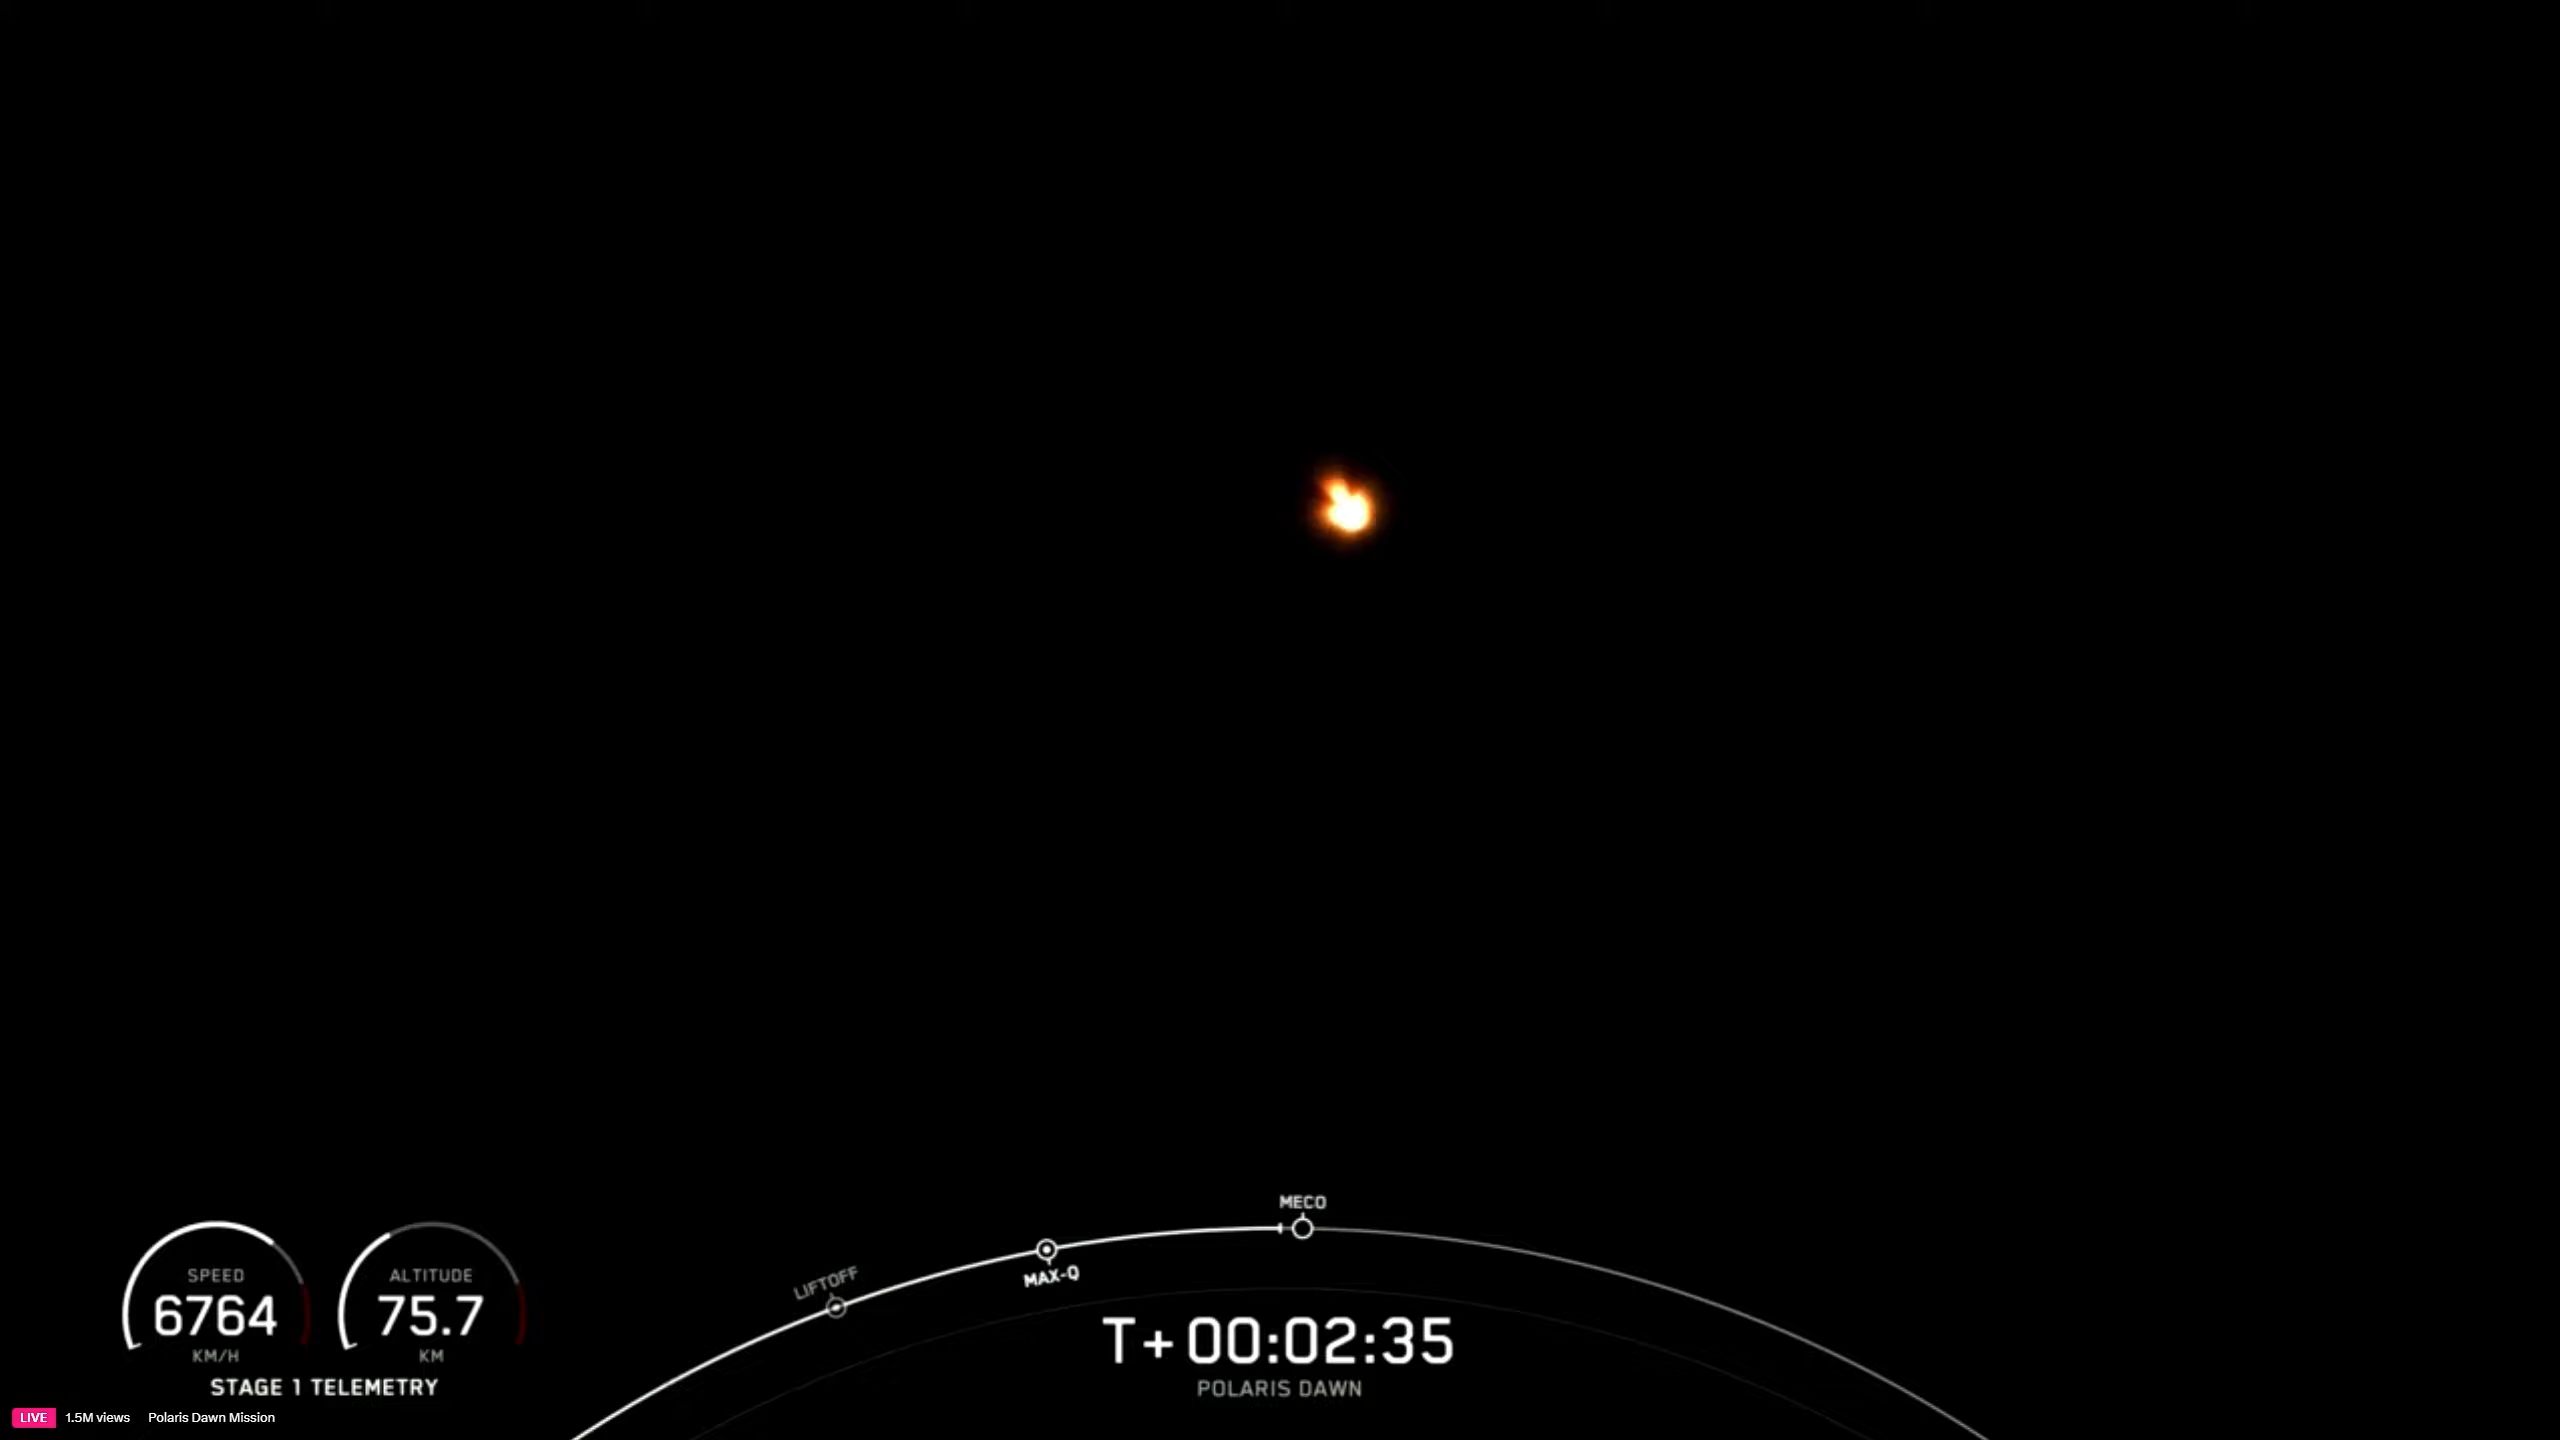 MECO
MAX-Q
LIFTOFF
SPEED
6764
KM/H
ALTITUDE
75.7
KM
STAGE 1 TELEMETRY
T+00:02:35
POLARIS DAWN
LIVE 1.5M views Polaris Dawn Mission